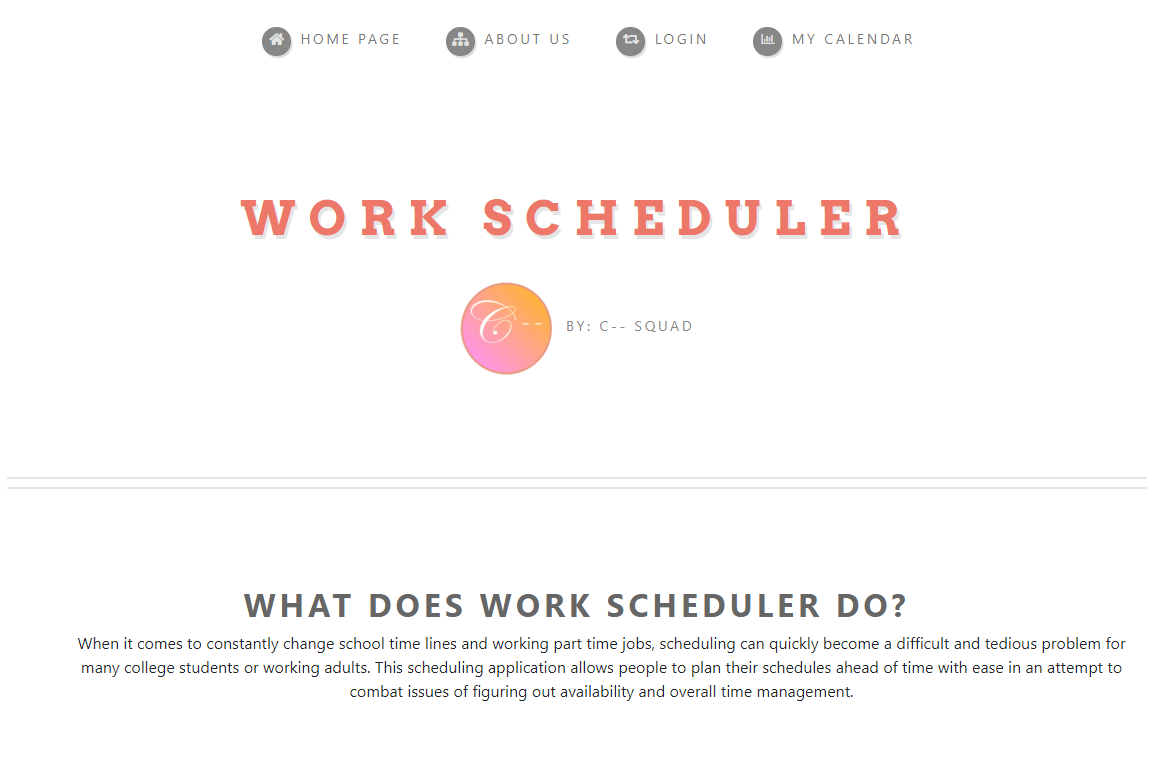 HOME PAGE ABOUT US LOGIN MY CALENDAR
WORK SCHEDULER
C-- BY: C-- SQUAD
WHAT DOES WORK SCHEDULER DO?
When it comes to constantly change school time lines and working part time jobs, scheduling can quickly become a difficult and tedious problem for
many college students or working adults. This scheduling application allows people to plan their schedules ahead of time with ease in an attempt to
combat issues of figuring out availability and overall time management.